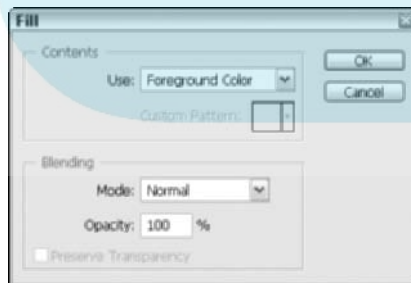 Fill
Contents
Use: Foreground Color
Custom Pattern:
OK
Cancel
Blending
Mode: Normal
Opacity: 100 %
Preserve Transparency